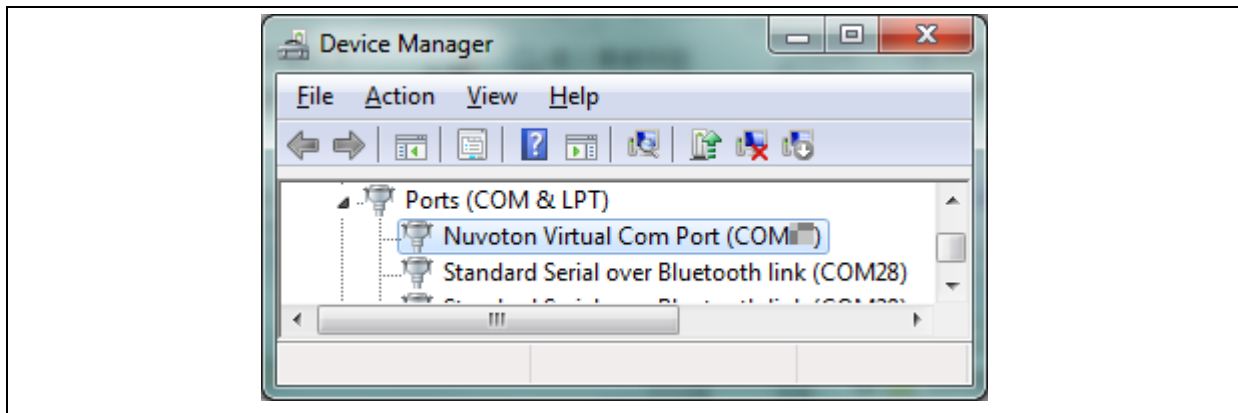 Device Manager
File Action View Help
Ports (COM & LPT)
Nuvoton Virtual Com Port (COM )
Standard Serial over Bluetooth link (COM28)